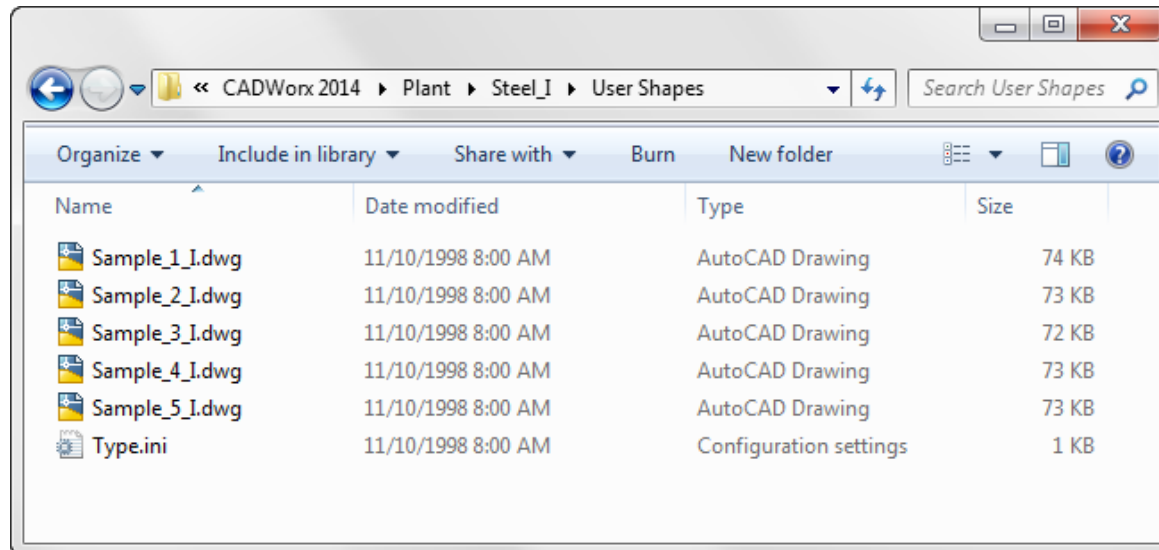 « CADWorx 2014 ▸ Plant ▸ Steel_I ▸ User Shapes Search User Shapes
Organize Include in library Share with Burn New folder
Name Date modified Type Size
Sample_1_I.dwg 11/10/1998 8:00 AM AutoCAD Drawing 74 KB
Sample_2_I.dwg 11/10/1998 8:00 AM AutoCAD Drawing 73 KB
Sample_3_I.dwg 11/10/1998 8:00 AM AutoCAD Drawing 72 KB
Sample_4_I.dwg 11/10/1998 8:00 AM AutoCAD Drawing 73 KB
Sample_5_I.dwg 11/10/1998 8:00 AM AutoCAD Drawing 73 KB
Type.ini 11/10/1998 8:00 AM Configuration settings 1 KB